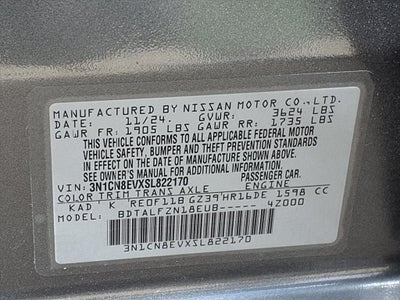 MANUFACTURED BY NISSAN MOTOR CO.,LTD.
DATE: 11/24. GVWR: 3624 LBS
GAWR FR: 1905 LBS GAWR RR: 1735 LBS
THIS VEHICLE CONFORMS TO ALL APPLICABLE FEDERAL MOTOR
VEHICLE SAFETY, BUMPER AND THEFT PREVENTION STANDARDS
IN EFFECT ON THE DATE OF MANUFACTURE SHOWN ABOVE.
VIN: 3N1CN8EVXSL822170 PASSENGER CAR.
SEE OWNER'S MANUAL FOR ADDITIONAL INFORMATION
COLOR TRIM TRANS AXLE ENGINE
KAD K RE0F11B GZ39 HR16DE 1598 CC
BDTALFZN18EUB----- 4Z000
3N1CN8EVXSL822170